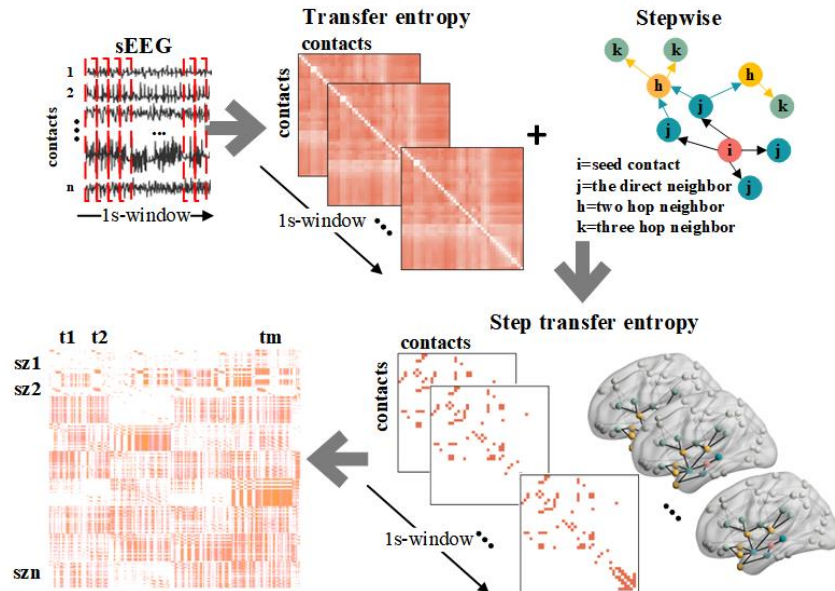 sEEG
contacts
1
2
n
1s-window
Transfer entropy
contacts
contacts
1s-window
+
Stepwise
k
k
h
h
k
j
j
i
j
j
i=seed contact
j=the direct neighbor
h=two hop neighbor
k=three hop neighbor
Step transfer entropy
contacts
contacts
1s-window
t1 t2 tm
sz1
sz2
szn